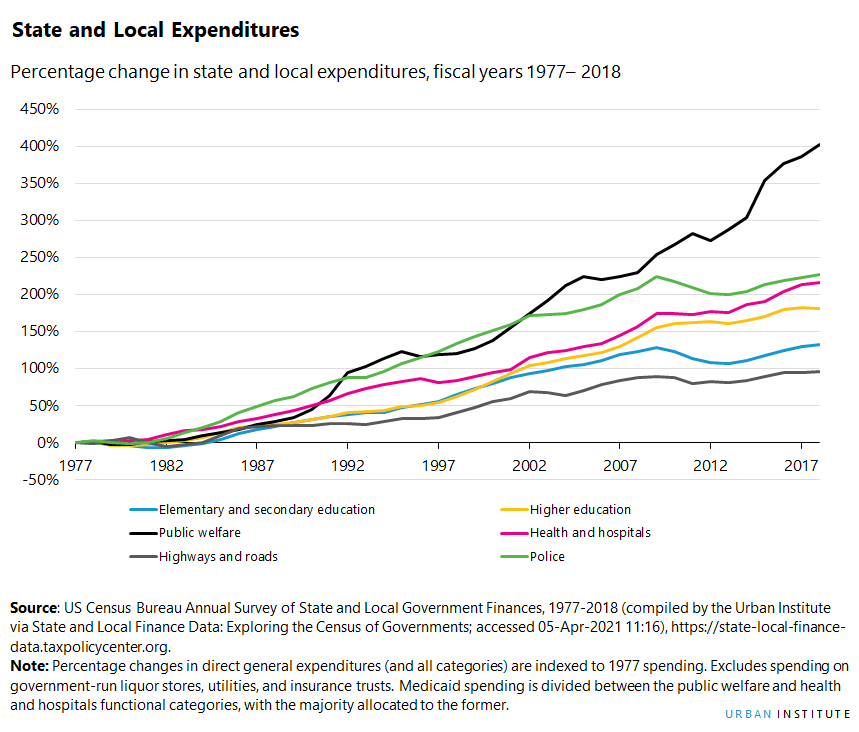 State and Local Expenditures
Percentage change in state and local expenditures, fiscal years 1977– 2018
450%
400%
350%
300%
250%
200%
150%
100%
50%
0%
1977 1982 1987 1992 1997 2002 2007 2012 2017
-50%
Elementary and secondary education Higher education
Public welfare Health and hospitals
Highways and roads Police
Source: US Census Bureau Annual Survey of State and Local Government Finances, 1977-2018 (compiled by the Urban Institute
via State and Local Finance Data: Exploring the Census of Governments; accessed 05-Apr-2021 11:16), https://state-local-finance-
data.taxpolicycenter.org.
Note: Percentage changes in direct general expenditures (and all categories) are indexed to 1977 spending. Excludes spending on
government-run liquor stores, utilities, and insurance trusts. Medicaid spending is divided between the public welfare and health
and hospitals functional categories, with the majority allocated to the former.
URBAN INSTITUTE